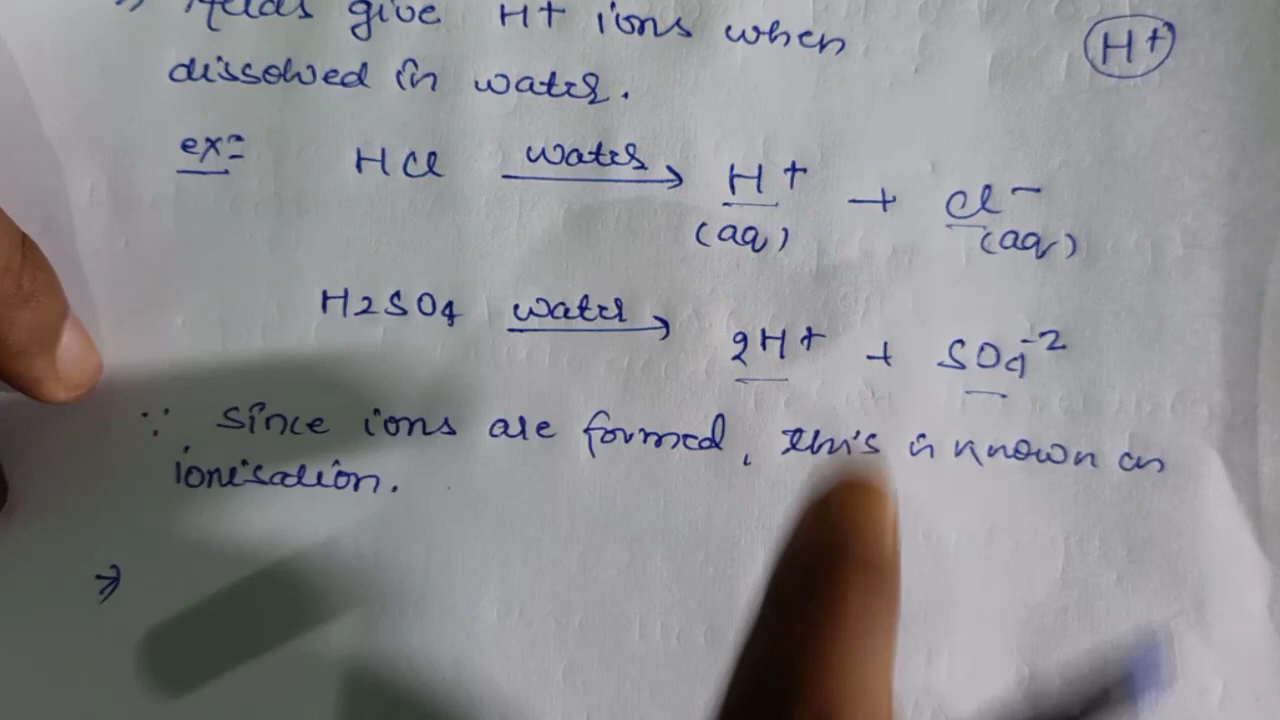 Acids give H+ ions when
H+
dissolved in water.
ex:
HCl water → H+ + Cl-
(aq) (aq)
H2SO4 water → 2H+ + SO4-2
∵ Since ions are formed, this is known as
ionisation.
⇒